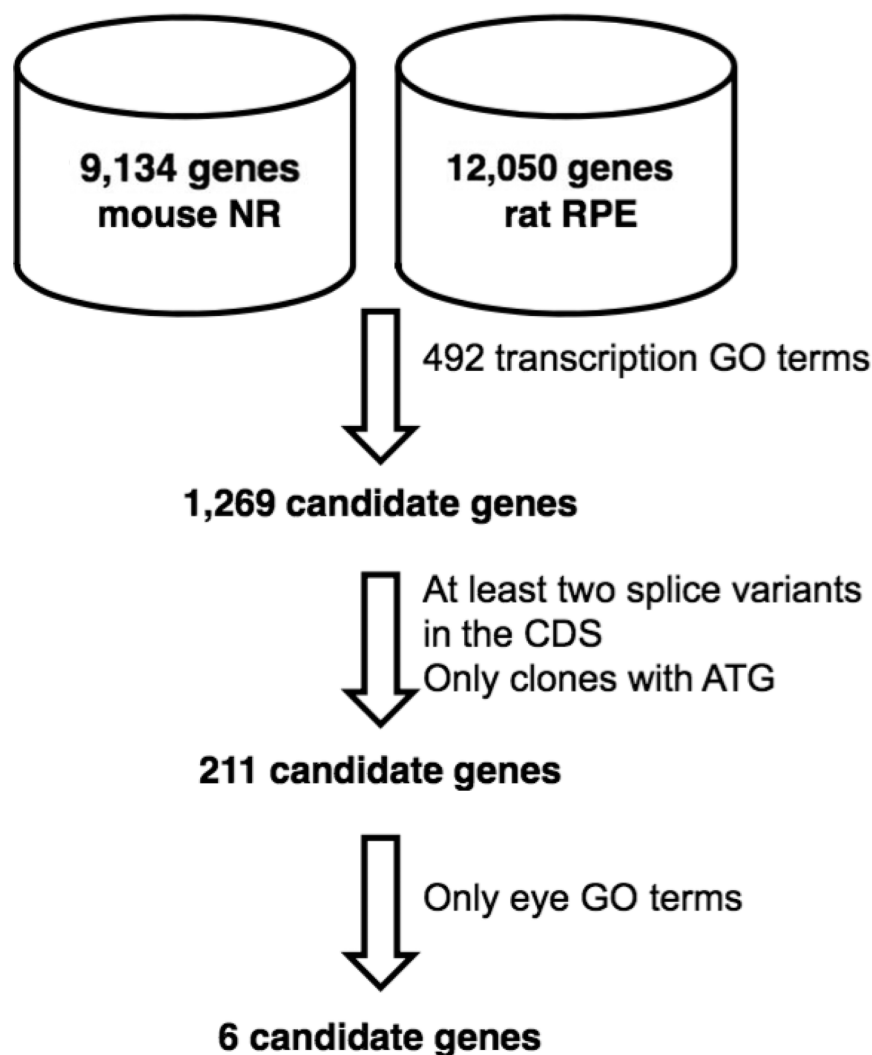 9,134 genes
mouse NR
12,050 genes
rat RPE
492 transcription GO terms
1,269 candidate genes
At least two splice variants
in the CDS
Only clones with ATG
211 candidate genes
Only eye GO terms
6 candidate genes